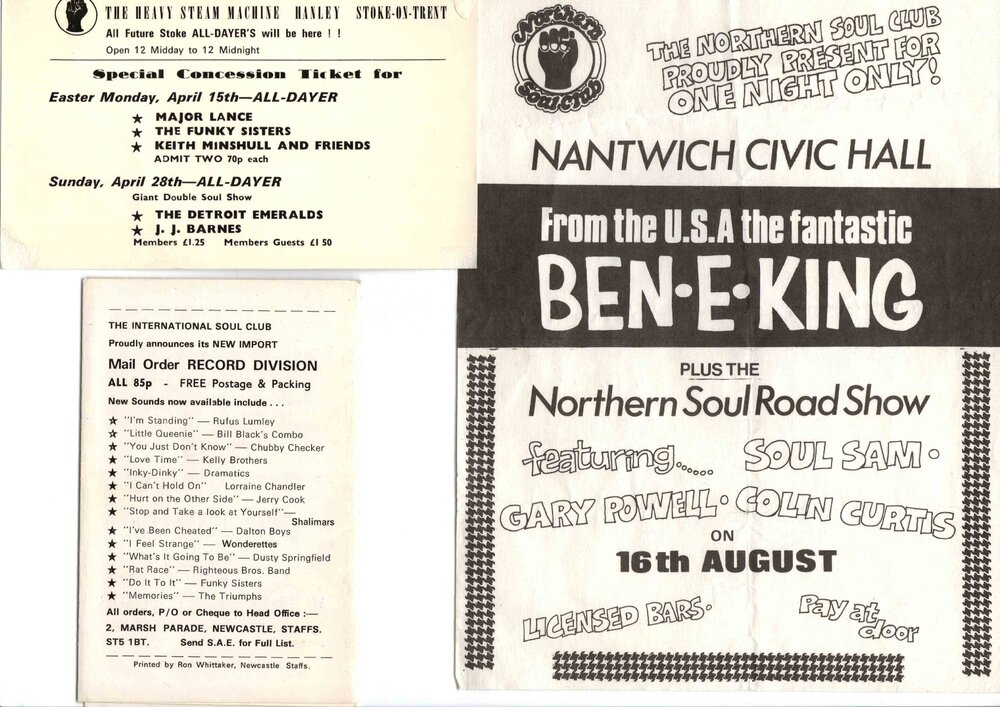 THE HEAVY STEAM MACHINE HANLEY STOKE-ON-TRENT
All Future Stoke ALL-DAYER'S will be here ! !
Open 12 Midday to 12 Midnight
Special Concession Ticket for
Easter Monday, April 15th—ALL-DAYER
★ MAJOR LANCE
★ THE FUNKY SISTERS
★ KEITH MINSHULL AND FRIENDS
ADMIT TWO 70p each
Sunday, April 28th—ALL-DAYER
Giant Double Soul Show
★ THE DETROIT EMERALDS
★ J. J. BARNES
Members £1.25 Members Guests £1 50
THE INTERNATIONAL SOUL CLUB
Proudly announces its NEW IMPORT
Mail Order RECORD DIVISION
ALL 85p - FREE Postage & Packing
New Sounds now available include . . .
★ "I'm Standing" — Rufus Lumley
★ "Little Queenie" — Bill Black's Combo
★ "You Just Don't Know" — Chubby Checker
★ "Love Time" — Kelly Brothers
★ "Inky-Dinky" — Dramatics
★ "I Can't Hold On" Lorraine Chandler
★ "Hurt on the Other Side" — Jerry Cook
★ "Stop and Take a look at Yourself"—
Shalimars
★ "I've Been Cheated" — Dalton Boys
★ "I Feel Strange" — Wonderettes
★ "What's It Going To Be" — Dusty Springfield
★ "Rat Race" — Righteous Bros. Band
★ "Do It To It" — Funky Sisters
★ "Memories" — The Triumphs
All orders, P/O or Cheque to Head Office :—
2, MARSH PARADE, NEWCASTLE, STAFFS.
ST5 1BT. Send S.A.E. for Full List.
Printed by Ron Whittaker, Newcastle Staffs.
Northern
Soul Club
THE NORTHERN SOUL CLUB
PROUDLY PRESENT FOR
ONE NIGHT ONLY!
NANTWICH CIVIC HALL
From the U.S.A the fantastic
BEN·E·KING
PLUS THE
Northern Soul Road Show
featuring...... SOUL SAM ·
GARY POWELL · COLIN CURTIS
ON
16th AUGUST
LICENSED BARS·
Pay at
door